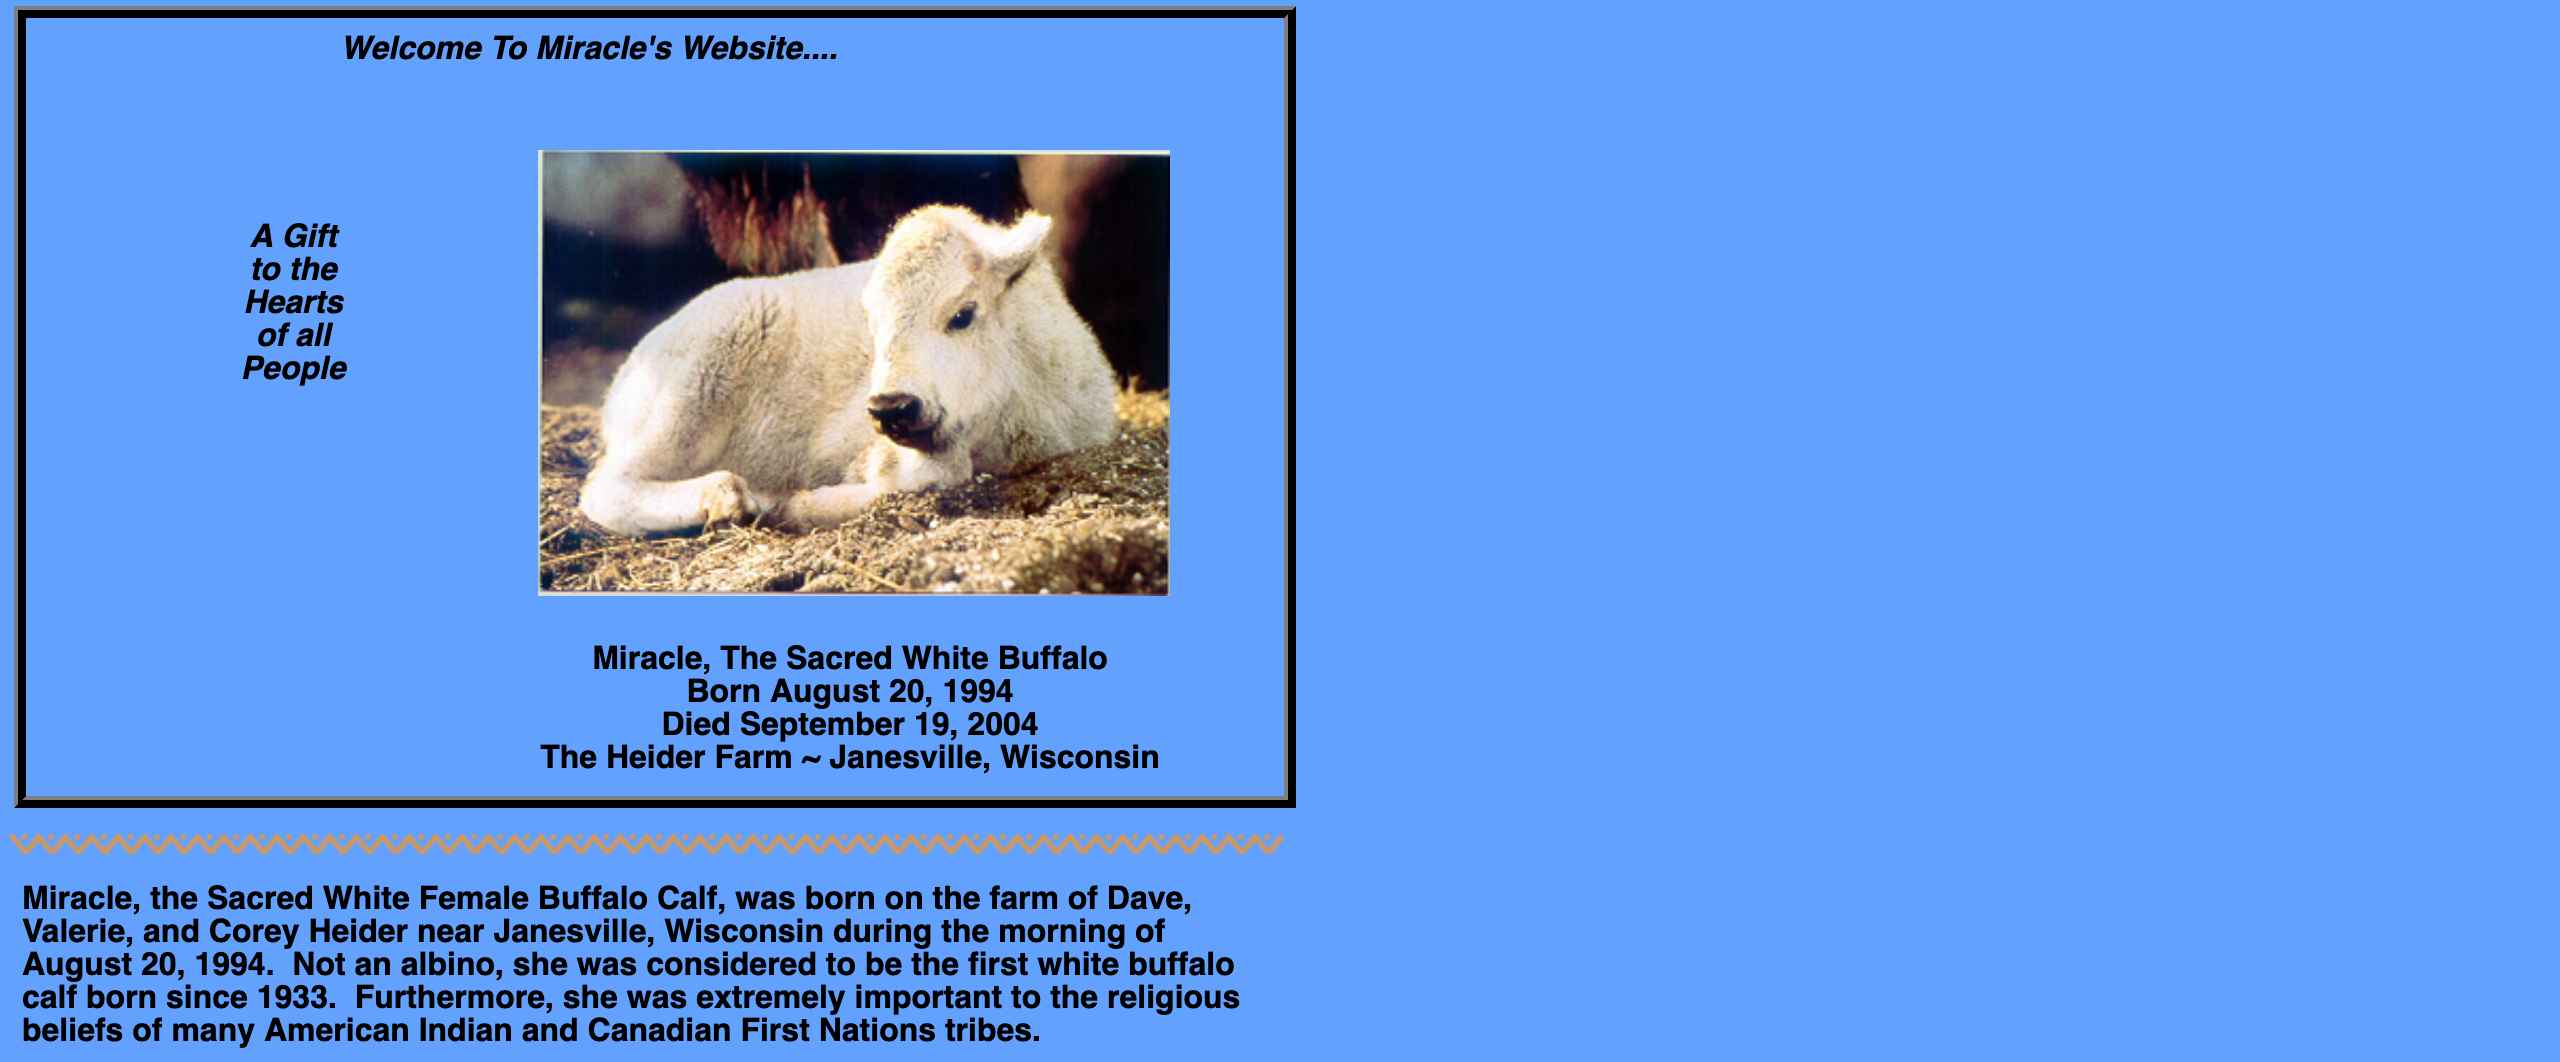 Welcome To Miracle's Website....
A Gift
to the
Hearts
of all
People
Miracle, The Sacred White Buffalo
Born August 20, 1994
Died September 19, 2004
The Heider Farm ~ Janesville, Wisconsin
Miracle, the Sacred White Female Buffalo Calf, was born on the farm of Dave,
Valerie, and Corey Heider near Janesville, Wisconsin during the morning of
August 20, 1994.  Not an albino, she was considered to be the first white buffalo
calf born since 1933.  Furthermore, she was extremely important to the religious
beliefs of many American Indian and Canadian First Nations tribes.